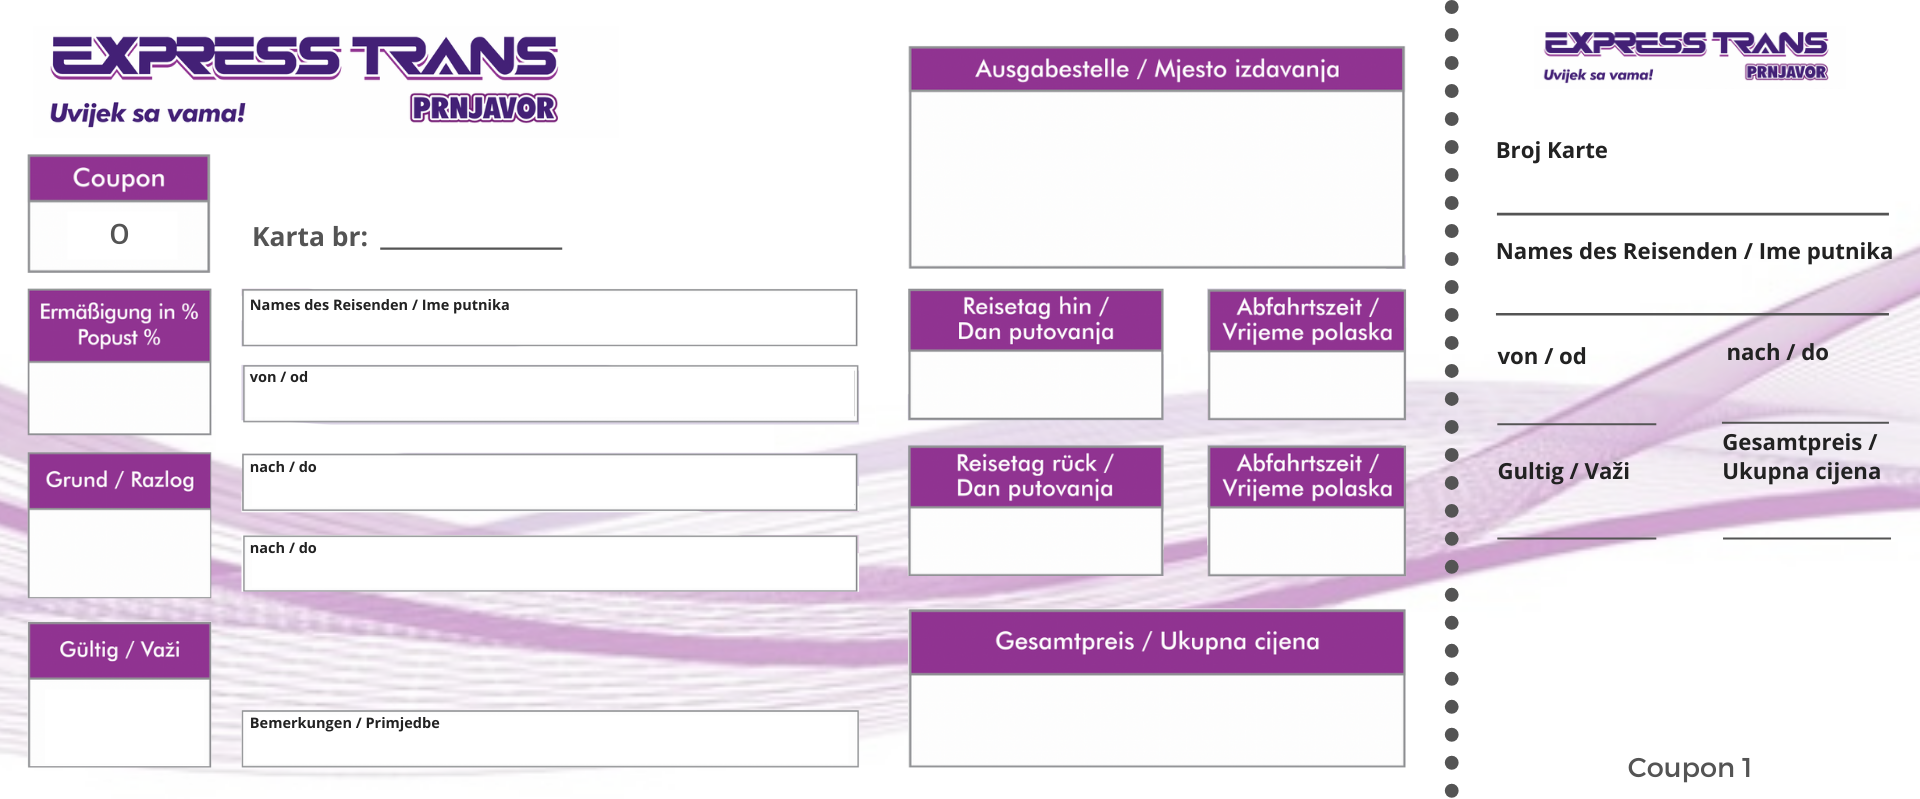 EXPRESS TRANS
Uvijek sa vama!
PRNJAVOR
Coupon
0
Karta br:
Ermäßigung in %
Popust %
Grund / Razlog
Gültig / Važi
Names des Reisenden / Ime putnika
von / od
nach / do
nach / do
Bemerkungen / Primjedbe
Ausgabestelle / Mjesto izdavanja
Reisetag hin /
Dan putovanja
Abfahrtszeit /
Vrijeme polaska
Reisetag rück /
Dan putovanja
Abfahrtszeit /
Vrijeme polaska
Gesamtpreis / Ukupna cijena
EXPRESS TRANS
Uvijek sa vama!
PRNJAVOR
Broj Karte
Names des Reisenden / Ime putnika
von / od
nach / do
Gultig / Važi
Gesamtpreis /
Ukupna cijena
Coupon 1